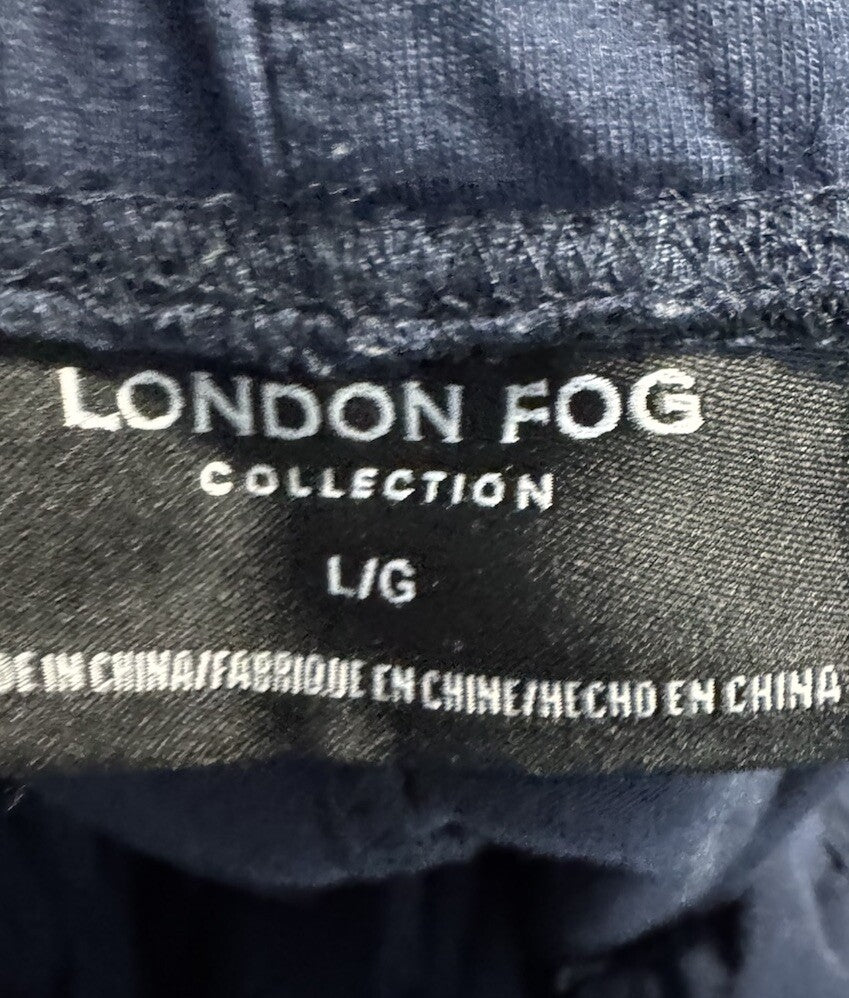 LONDON FOG
COLLECTION
L/G
DE IN CHINA/FABRIQUE EN CHINE/HECHO EN CHINA